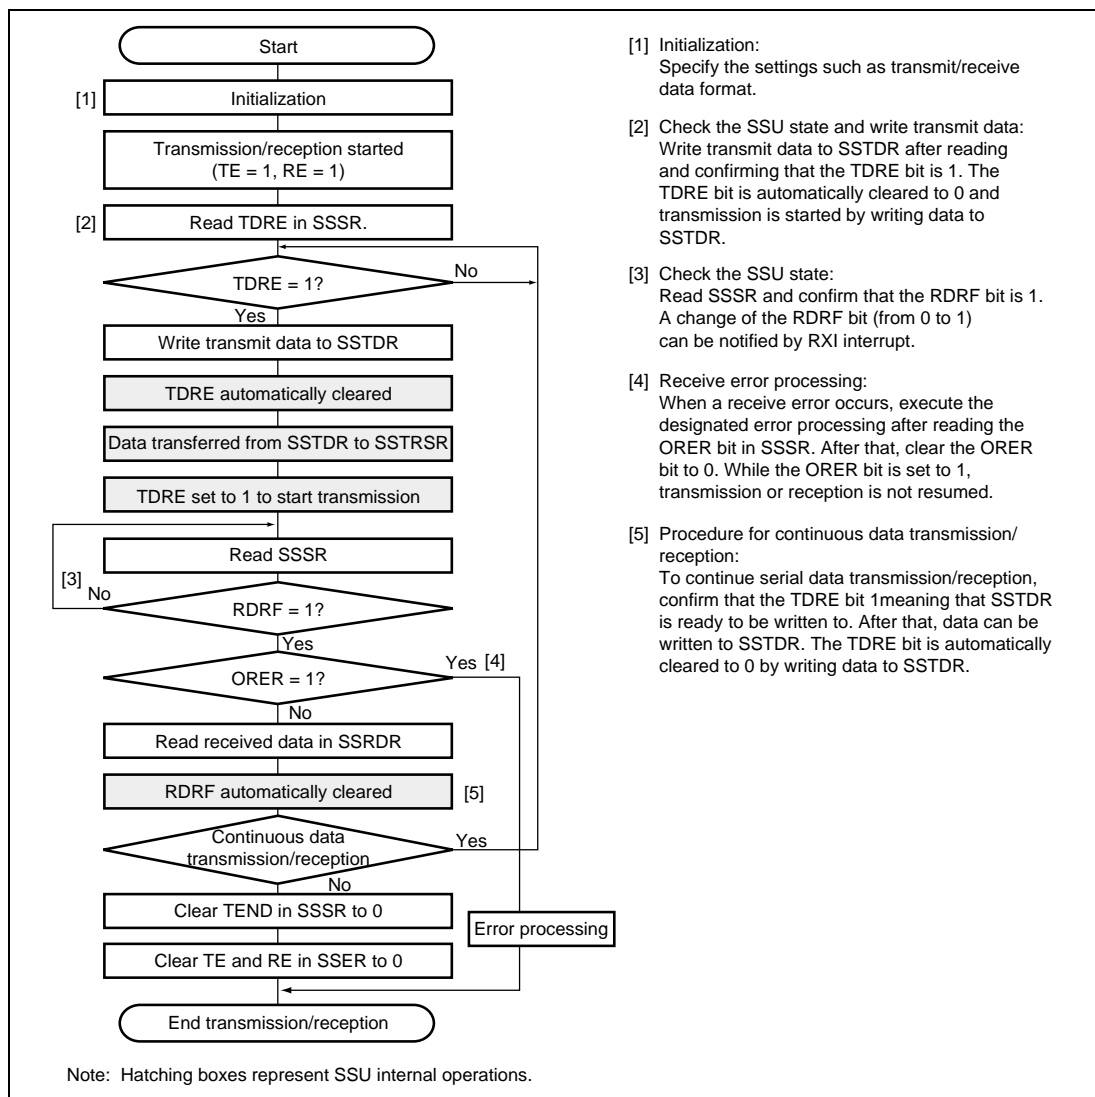 Start
[1] Initialization
Transmission/reception started
(TE = 1, RE = 1)
[2] Read TDRE in SSSR.
TDRE = 1?
No
Yes
Write transmit data to SSTDR
TDRE automatically cleared
Data transferred from SSTDR to SSTRSR
TDRE set to 1 to start transmission
Read SSSR
[3]
No
RDRF = 1?
Yes
Yes [4]
ORER = 1?
No
Read received data in SSRDR
RDRF automatically cleared
[5]
Continuous data
transmission/reception
Yes
No
Clear TEND in SSSR to 0
Error processing
Clear TE and RE in SSER to 0
End transmission/reception
[1] Initialization:
Specify the settings such as transmit/receive
data format.
[2] Check the SSU state and write transmit data:
Write transmit data to SSTDR after reading
and confirming that the TDRE bit is 1. The
TDRE bit is automatically cleared to 0 and
transmission is started by writing data to
SSTDR.
[3] Check the SSU state:
Read SSSR and confirm that the RDRF bit is 1.
A change of the RDRF bit (from 0 to 1)
can be notified by RXI interrupt.
[4] Receive error processing:
When a receive error occurs, execute the
designated error processing after reading the
ORER bit in SSSR. After that, clear the ORER
bit to 0. While the ORER bit is set to 1,
transmission or reception is not resumed.
[5] Procedure for continuous data transmission/
reception:
To continue serial data transmission/reception,
confirm that the TDRE bit 1meaning that SSTDR
is ready to be written to. After that, data can be
written to SSTDR. The TDRE bit is automatically
cleared to 0 by writing data to SSTDR.
Note: Hatching boxes represent SSU internal operations.